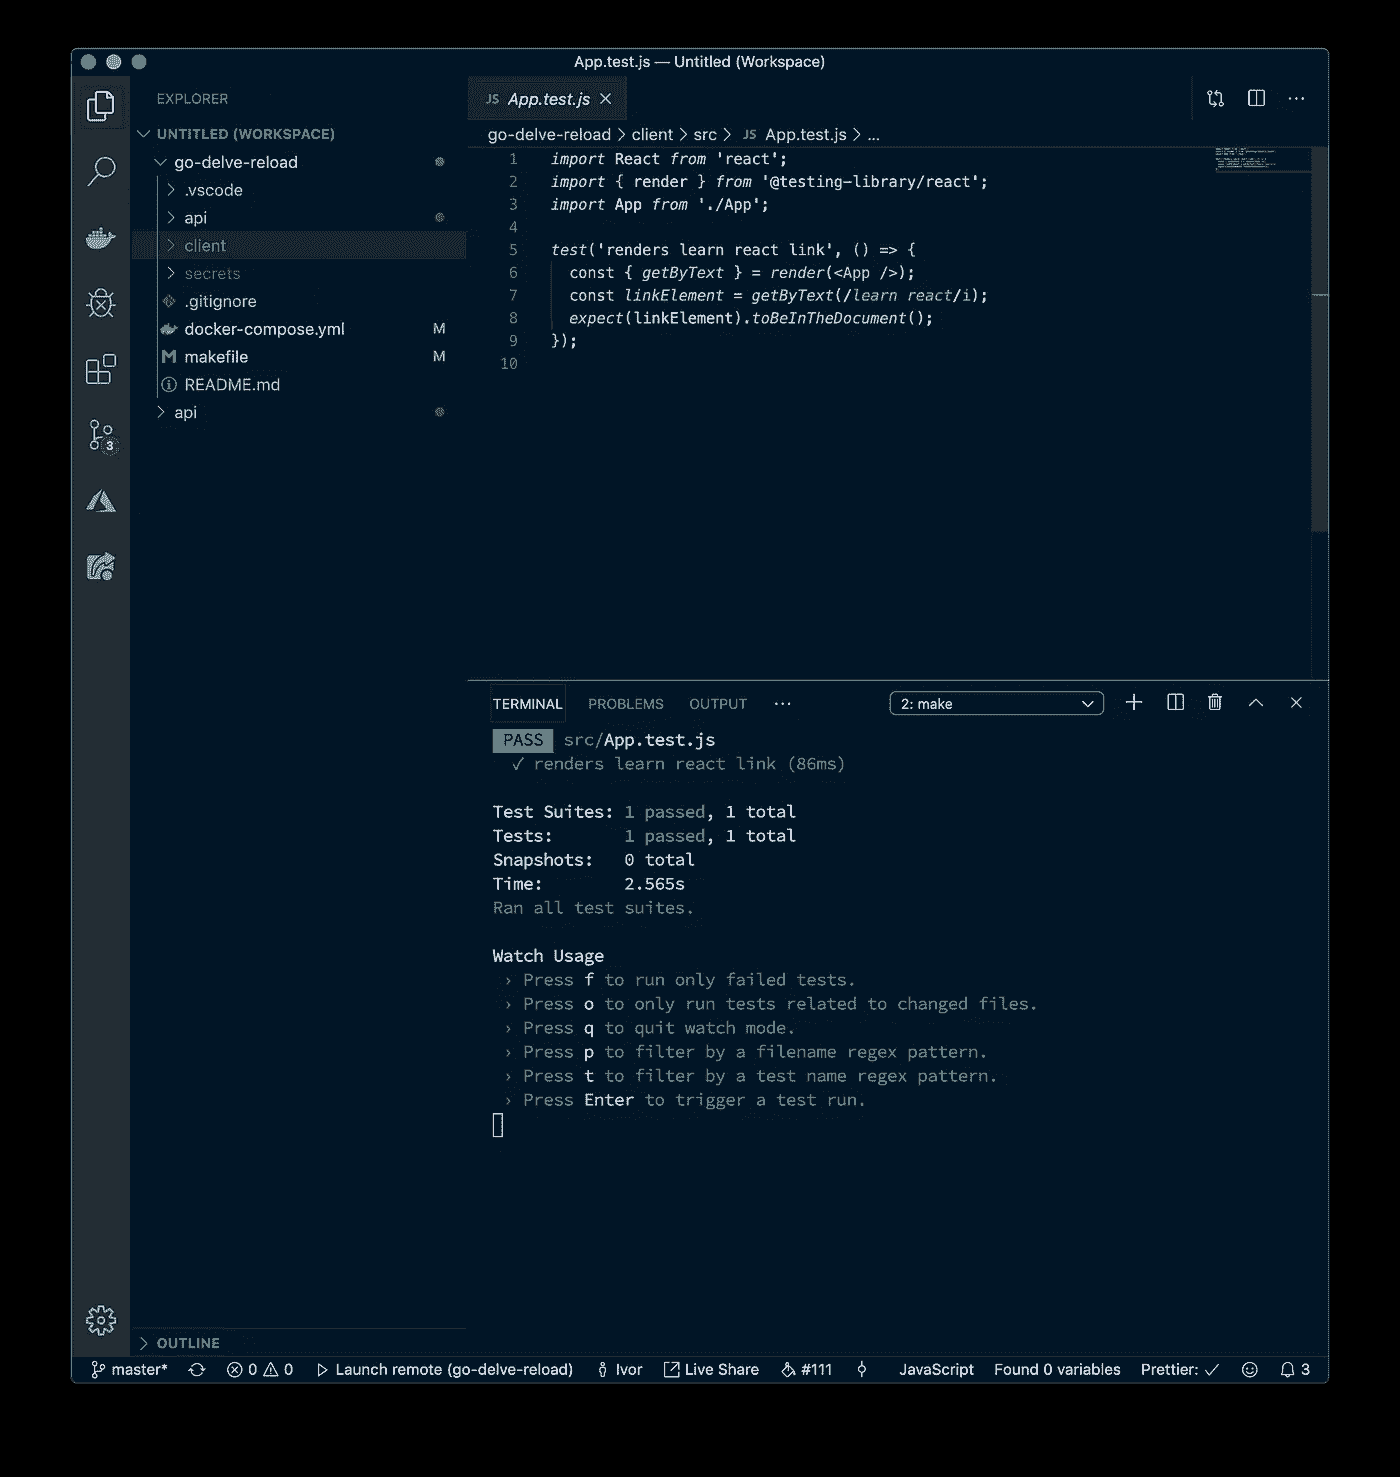 App.test.js — Untitled (Workspace)
EXPLORER
UNTITLED (WORKSPACE)
go-delve-reload
.vscode
api
client
secrets
.gitignore
docker-compose.yml M
makefile M
README.md
api
3
OUTLINE
JS App.test.js
go-delve-reload > client > src > JS App.test.js > ...
1 import React from 'react';
2 import { render } from '@testing-library/react';
3 import App from './App';
4
5 test('renders learn react link', () => {
6 const { getByText } = render(<App />);
7 const linkElement = getByText(/learn react/i);
8 expect(linkElement).toBeInTheDocument();
9 });
10
TERMINAL PROBLEMS OUTPUT ... 2: make
PASS src/App.test.js
✓ renders learn react link (86ms)
Test Suites: 1 passed, 1 total
Tests: 1 passed, 1 total
Snapshots: 0 total
Time: 2.565s
Ran all test suites.
Watch Usage
› Press f to run only failed tests.
› Press o to only run tests related to changed files.
› Press q to quit watch mode.
› Press p to filter by a filename regex pattern.
› Press t to filter by a test name regex pattern.
› Press Enter to trigger a test run.
master* 0 0 Launch remote (go-delve-reload) Ivor Live Share #111 JavaScript Found 0 variables Prettier: ✓ 3